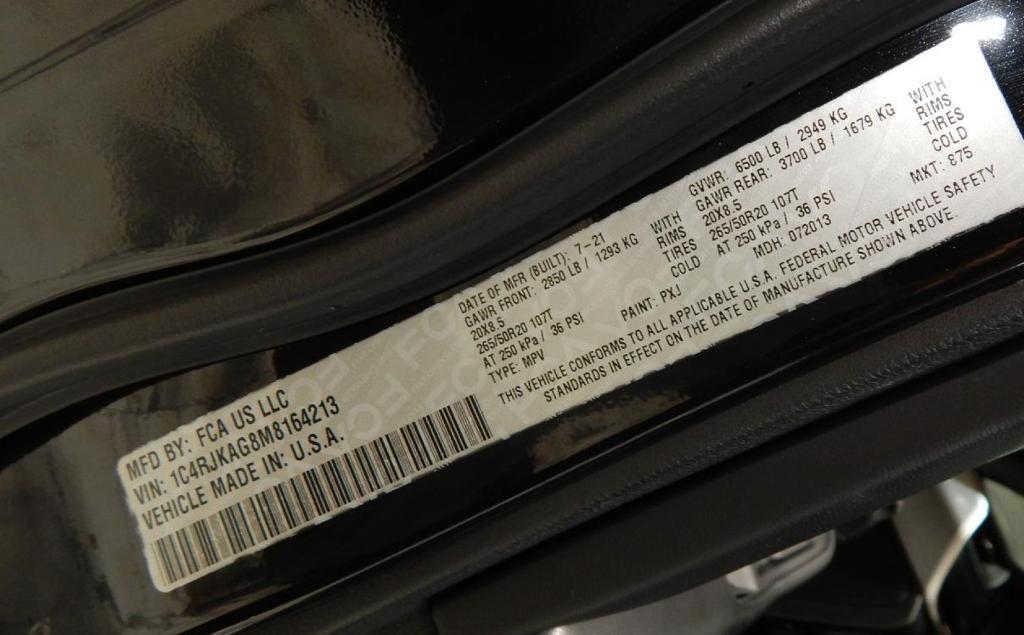 MFD BY: FCA US LLC
VIN: 1C4RJKAG8M8164213
VEHICLE MADE IN: U.S.A.
DATE OF MFR (BUILT): 7-21 GVWR: 6500 LB / 2949 KG
GAWR FRONT: 2850 LB / 1293 KG WITH GAWR REAR: 3700 LB / 1679 KG WITH
20X8.5 RIMS 20X8.5 RIMS
265/50R20 107T TIRES 265/50R20 107T TIRES
AT 250 kPa / 36 PSI COLD AT 250 kPa / 36 PSI COLD
TYPE: MPV PAINT: PXJ MDH: 072013 MKT: 875
THIS VEHICLE CONFORMS TO ALL APPLICABLE U.S.A. FEDERAL MOTOR VEHICLE SAFETY
STANDARDS IN EFFECT ON THE DATE OF MANUFACTURE SHOWN ABOVE.